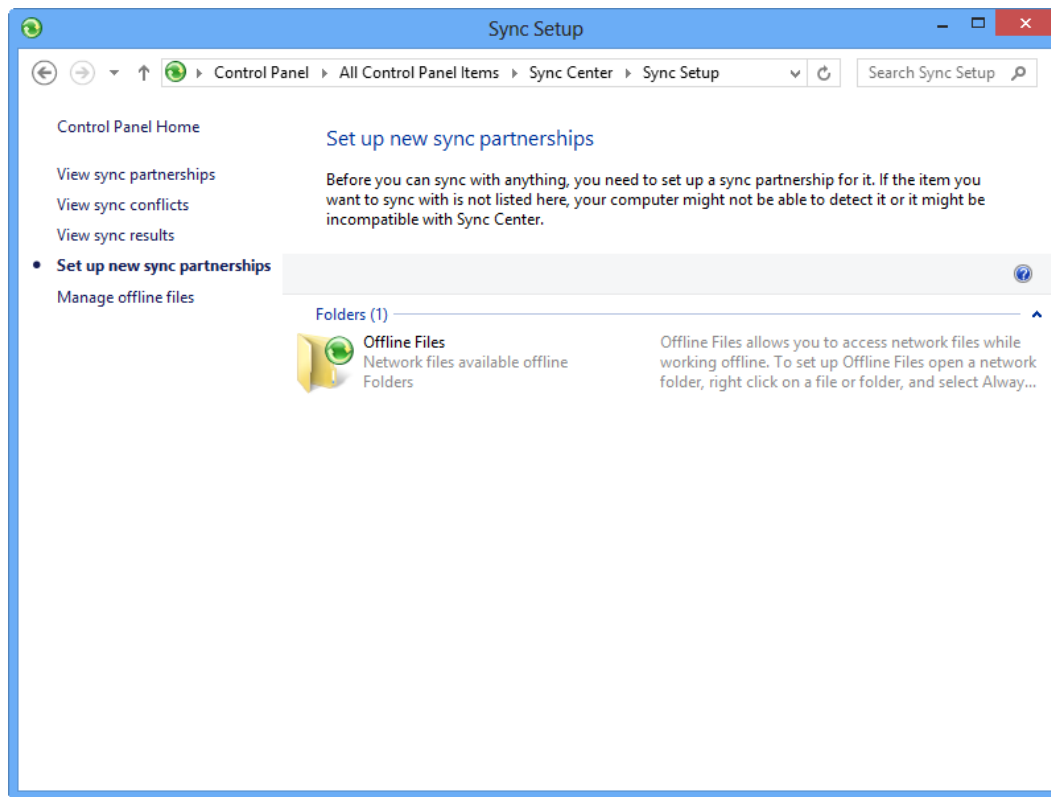 Sync Setup
Control Panel All Control Panel Items Sync Center Sync Setup
Search Sync Setup
Control Panel Home
View sync partnerships
View sync conflicts
View sync results
Set up new sync partnerships
Manage offline files
Set up new sync partnerships
Before you can sync with anything, you need to set up a sync partnership for it. If the item you
want to sync with is not listed here, your computer might not be able to detect it or it might be
incompatible with Sync Center.
Folders (1)
Offline Files
Network files available offline
Folders
Offline Files allows you to access network files while
working offline. To set up Offline Files open a network
folder, right click on a file or folder, and select Alway...